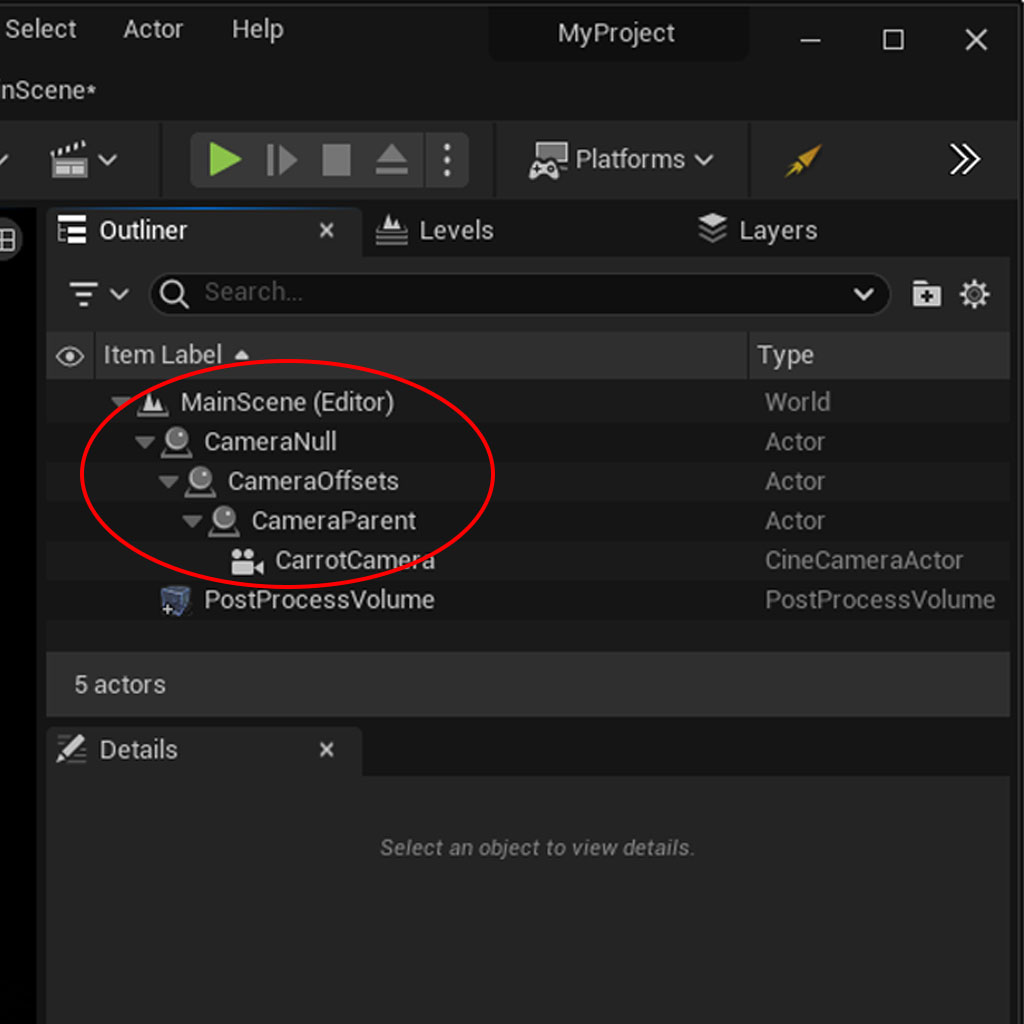 Select Actor Help MyProject
nScene*
Platforms
Outliner Levels Layers
Search...
Item Label Type
MainScene (Editor) World
CameraNull Actor
CameraOffsets Actor
CameraParent Actor
CarrotCamera CineCameraActor
PostProcessVolume PostProcessVolume
5 actors
Details
Select an object to view details.